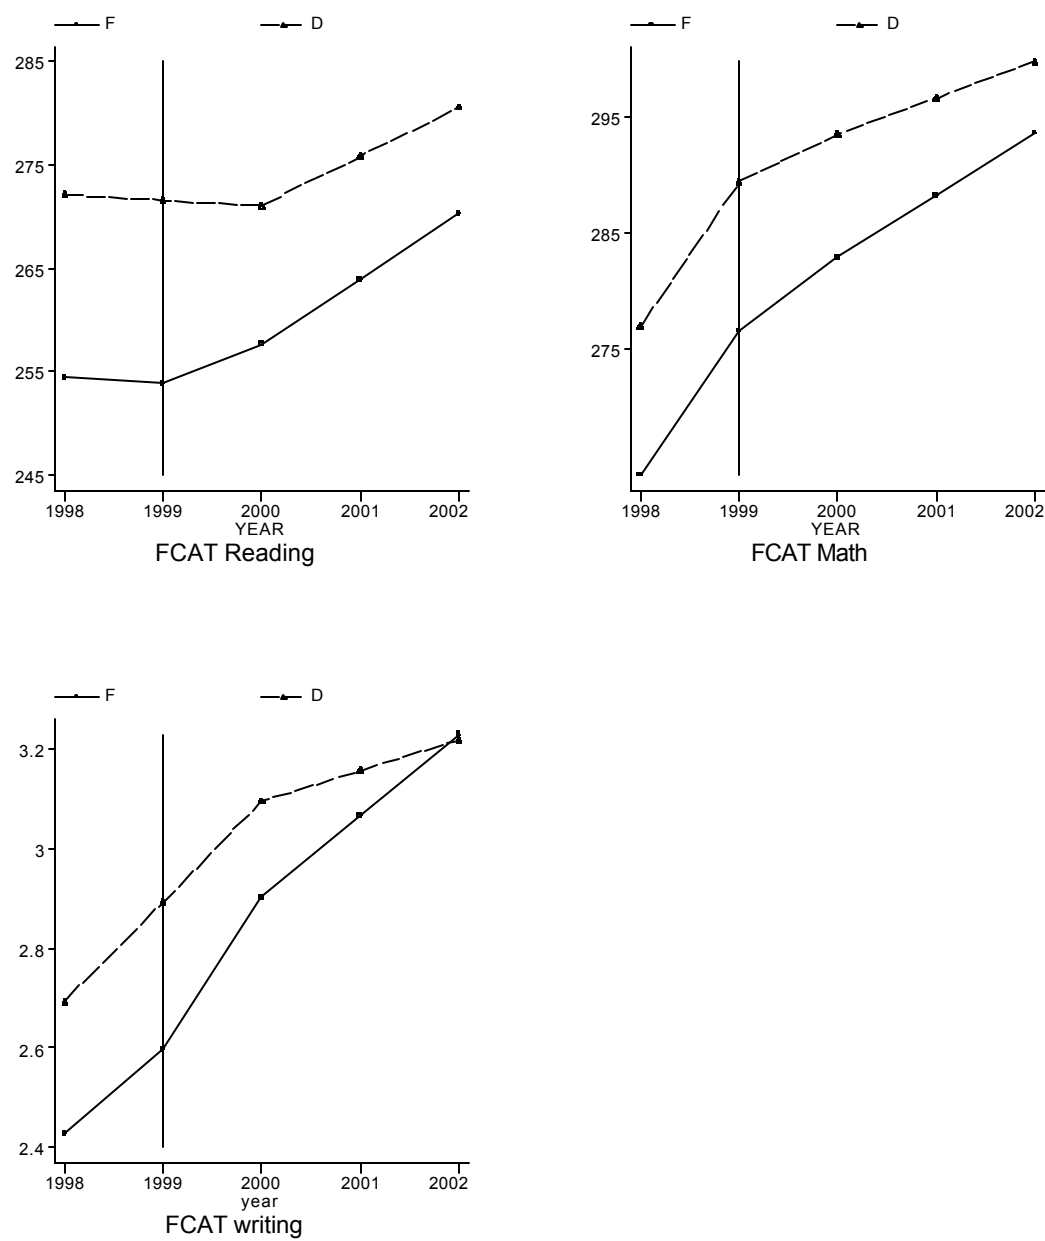 F D
285
275
265
255
245
1998 1999 2000 2001 2002
YEAR
FCAT Reading
F D
295
285
275
1998 1999 2000 2001 2002
YEAR
FCAT Math
F D
3.2
3
2.8
2.6
2.4
1998 1999 2000 2001 2002
year
FCAT writing